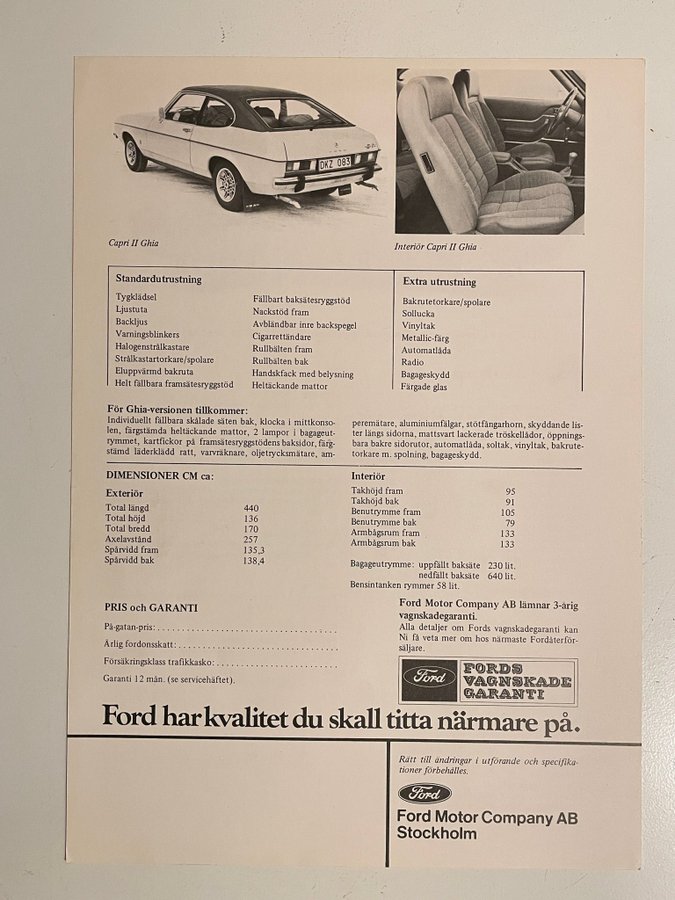 DKZ 083
Capri II Ghia
Interiör Capri II Ghia
Standardutrustning
Tygklädsel
Ljustuta
Backljus
Varningsblinkers
Halogenstrålkastare
Strålkastartorkare/spolare
Eluppvärmd bakruta
Helt fällbara framsätesryggstöd
Fällbart baksätesryggstöd
Nackstöd fram
Avbländbar inre backspegel
Cigarrettändare
Rullbälten fram
Rullbälten bak
Handskfack med belysning
Heltäckande mattor
Extra utrustning
Bakrutetorkare/spolare
Sollucka
Vinyltak
Metallic-färg
Automatlåda
Radio
Bagageskydd
Färgade glas
För Ghia-versionen tillkommer:
Individuellt fällbara skålade säten bak, klocka i mittkonso-
len, färgstämda heltäckande mattor, 2 lampor i bagageut-
rymmet, kartfickor på framsätesryggstödens baksidor, färg-
stämd läderklädd ratt, varvräknare, oljetrycksmätare, am-
peremätare, aluminiumfälgar, stötfångarhorn, skyddande lis-
ter längs sidorna, mattsvart lackerade tröskellådor, öppnings-
bara bakre sidorutor, automatlåda, soltak, vinyltak, bakrute-
torkare m. spolning, bagageskydd.
DIMENSIONER CM ca:
Exteriör
Total längd 440
Total höjd 136
Total bredd 170
Axelavstånd 257
Spårvidd fram 135,3
Spårvidd bak 138,4
Interiör
Takhöjd fram 95
Takhöjd bak 91
Benutrymme fram 105
Benutrymme bak 79
Armbågsrum fram 133
Armbågsrum bak 133
Bagageutrymme: uppfällt baksäte 230 lit.
nedfällt baksäte 640 lit.
Bensintanken rymmer 58 lit.
PRIS och GARANTI
På-gatan-pris: . . . . . . . . . . . . . . . . . . . . . . . . . . . .
Årlig fordonsskatt: . . . . . . . . . . . . . . . . . . . . . . . . .
Försäkringsklass trafikkasko: . . . . . . . . . . . . . . . . . . .
Garanti 12 mån. (se servicehäftet).
Ford Motor Company AB lämnar 3-årig
vagnskadegaranti.
Alla detaljer om Fords vagnskadegaranti kan
Ni få veta mer om hos närmaste Fordåterför-
säljare.
Ford
FORDS
VAGNSKADE
GARANTI
Ford har kvalitet du skall titta närmare på.
Rätt till ändringar i utförande och specifika-
tioner förbehålles.
Ford
Ford Motor Company AB
Stockholm